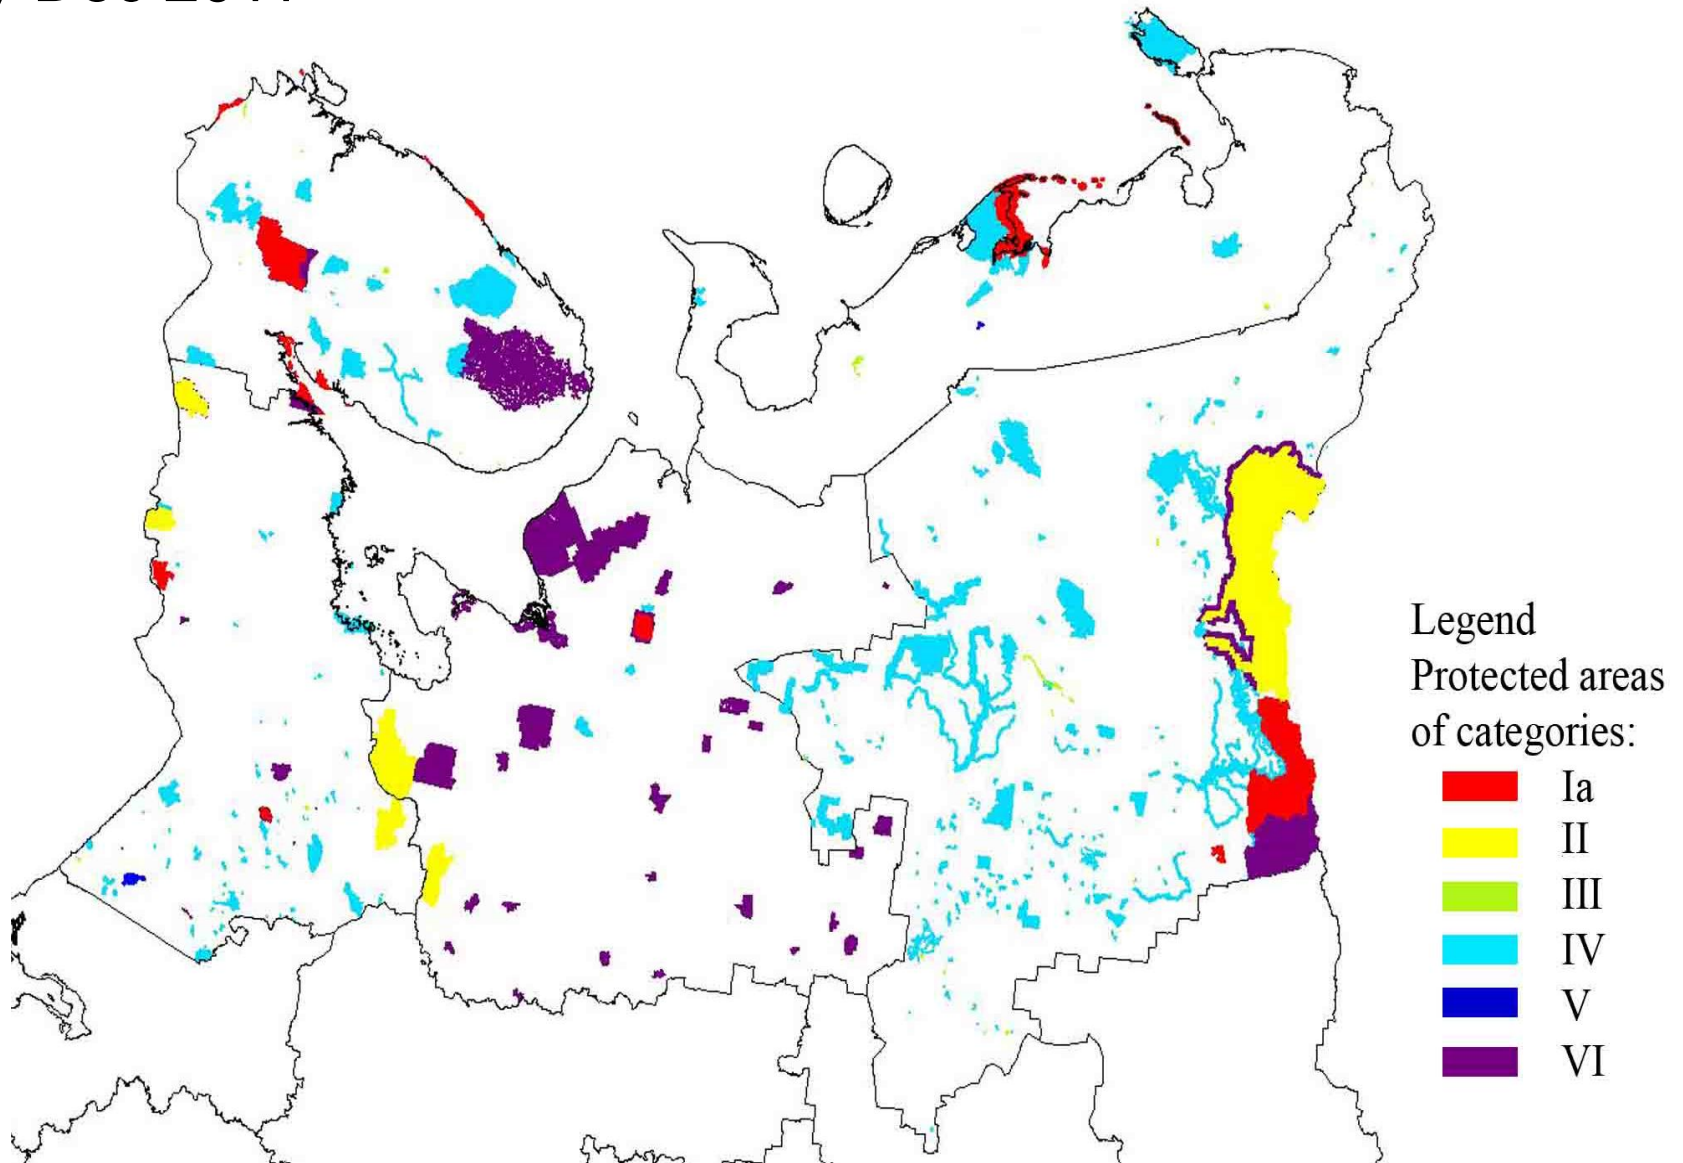 Legend
Protected areas
of categories:
Ia
II
III
IV
V
VI